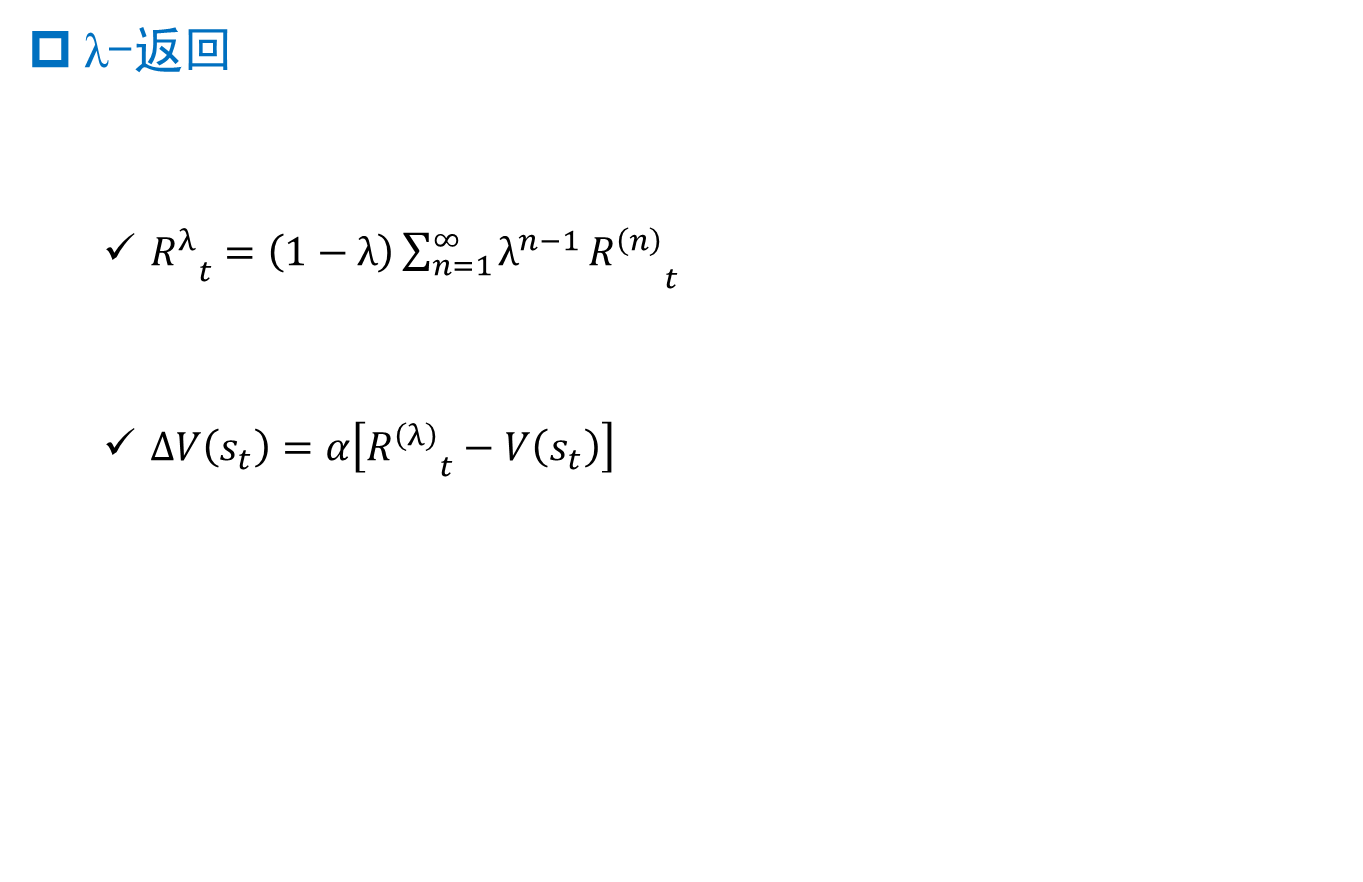 λ-返回
✓ R^λ_t = (1 − λ) ∑_{n=1}^{∞} λ^{n−1} R^{(n)}_t
✓ ΔV(s_t) = α[R^{(λ)}_t − V(s_t)]